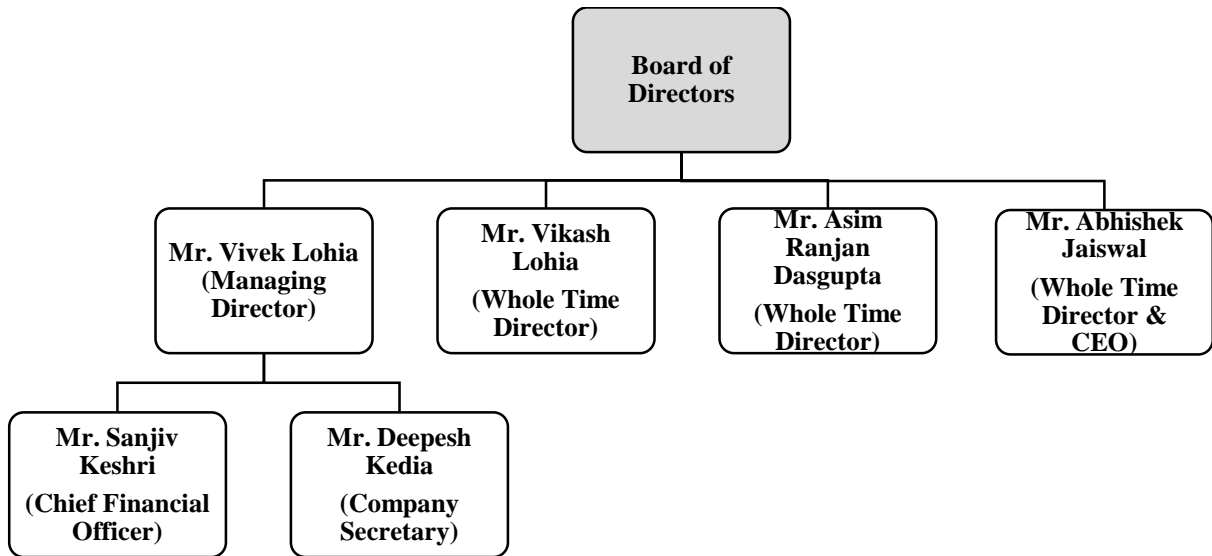 Board of
Directors
Mr. Vivek Lohia
(Managing
Director)
Mr. Vikash
Lohia
(Whole Time
Director)
Mr. Asim
Ranjan
Dasgupta
(Whole Time
Director)
Mr. Abhishek
Jaiswal
(Whole Time
Director &
CEO)
Mr. Sanjiv
Keshri
(Chief Financial
Officer)
Mr. Deepesh
Kedia
(Company
Secretary)